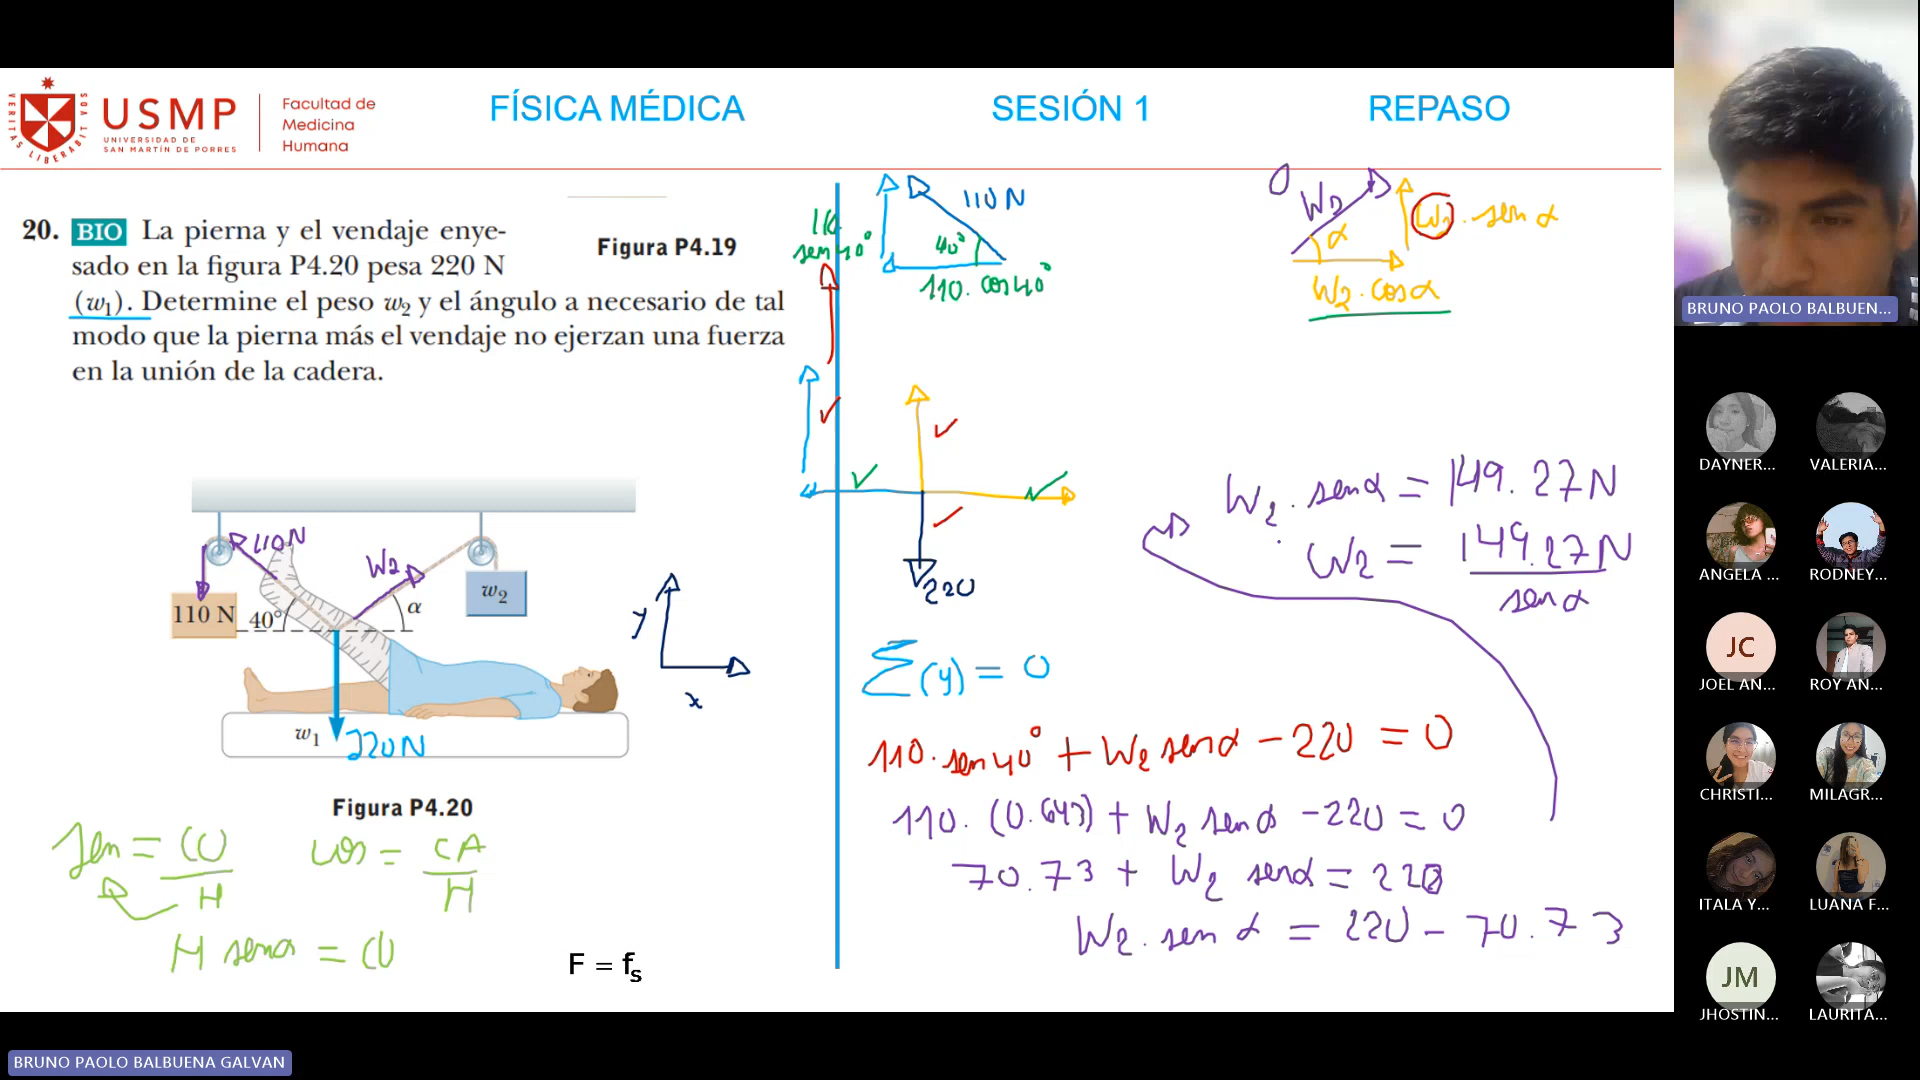 USMP
UNIVERSIDAD DE
SAN MARTÍN DE PORRES
VERITAS LIBERABIT VOS
Facultad de
Medicina
Humana
FÍSICA MÉDICA
SESIÓN 1
REPASO
20. BIO La pierna y el vendaje enye-
sado en la figura P4.20 pesa 220 N
(w1). Determine el peso w2 y el ángulo a necesario de tal
modo que la pierna más el vendaje no ejerzan una fuerza
en la unión de la cadera.
Figura P4.19
110 N
W2
110 N
40°
α
w2
w1
220N
Figura P4.20
y
x
sen = CO
H
cos = CA
H
H senα = CO
F = fs
110 N
40°
sen 40°
110. cos40°
W2
α
W2. sen α
W2. cosα
220
Σ(y) = 0
110. sen40° + W2 senα - 220 = 0
110. (0.643) + W2 senα - 220 = 0
70.73 + W2 senα = 220
W2. sen α = 220 - 70.73
W2. senα = 149.27N
W2 = 149.27N
senα
BRUNO PAOLO BALBUEN...
DAYNER...
VALERIA...
ANGELA ...
RODNEY...
JC
JOEL AN...
ROY AN...
CHRISTI...
MILAGR...
ITALA Y...
LUANA F...
JM
JHOSTIN...
LAURITA...
BRUNO PAOLO BALBUENA GALVAN